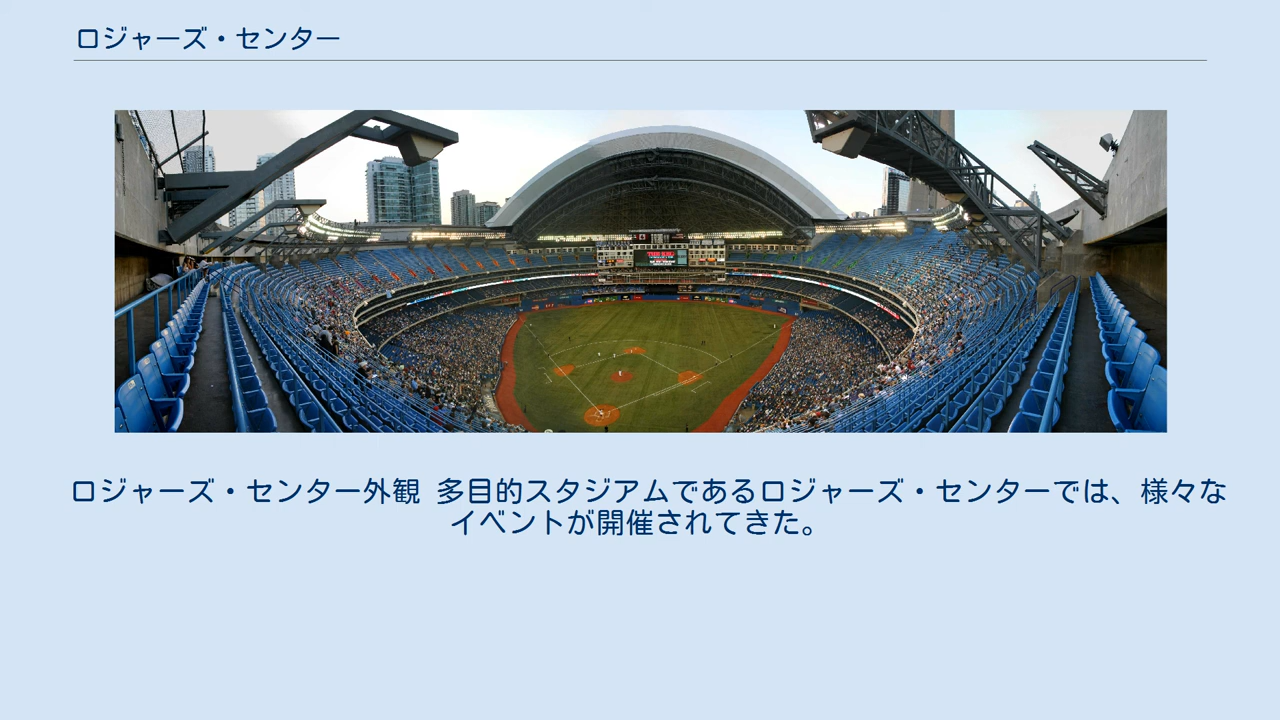 ロジャーズ・センター
ロジャーズ・センター外観 多目的スタジアムであるロジャーズ・センターでは、様々な
イベントが開催されてきた。